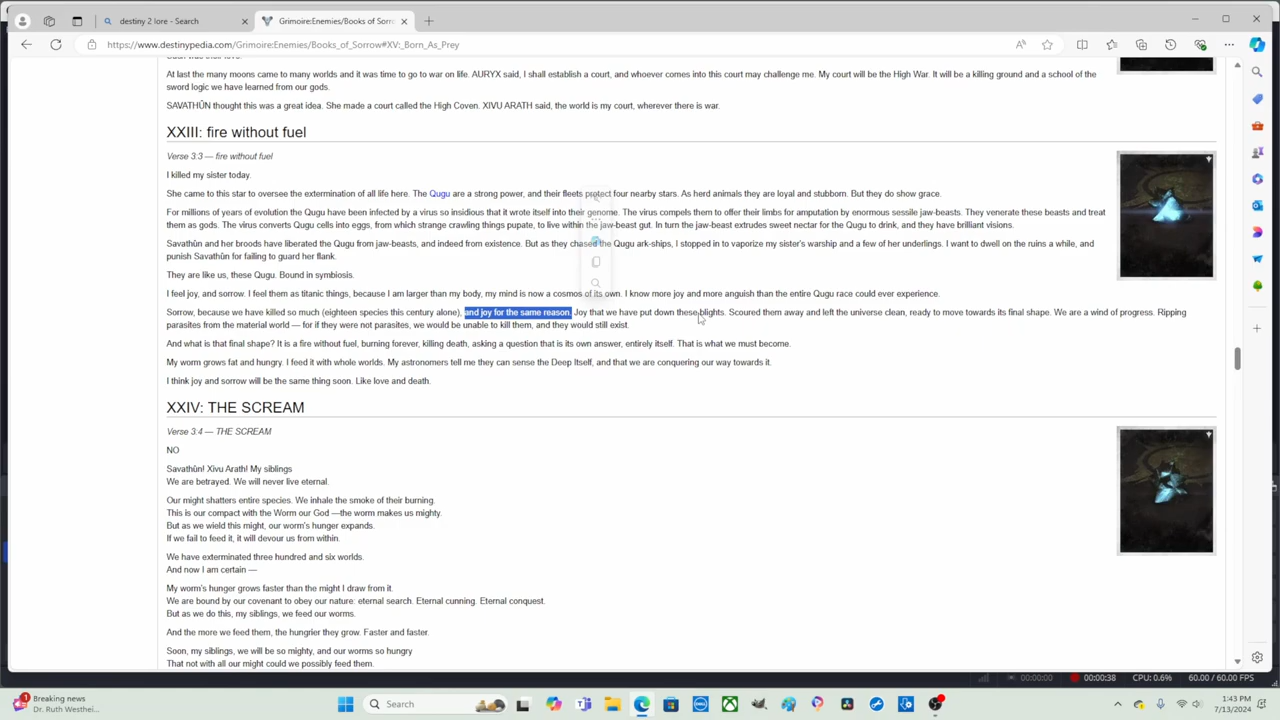 destiny 2 lore - Search
Grimoire:Enemies/Books of Sorr
https://www.destinypedia.com/Grimoire:Enemies/Books_of_Sorrow#XV:_Born_As_Prey
At last the many moons came to many worlds and it was time to go to war on life. AURYX said, I shall establish a court, and whoever comes into this court may challenge me. My court will be the High War. It will be a killing ground and a school of the
sword logic we have learned from our gods.
SAVATHÛN thought this was a great idea. She made a court called the High Coven. XIVU ARATH said, the world is my court, wherever there is war.
XXIII: fire without fuel
Verse 3:3 — fire without fuel
I killed my sister today.
She came to this star to oversee the extermination of all life here. The Qugu are a strong power, and their fleets protect four nearby stars. As herd animals they are loyal and stubborn. But they do show grace.
For millions of years of evolution the Qugu have been infected by a virus so insidious that it wrote itself into their genome. The virus compels them to offer their limbs for amputation by enormous sessile jaw-beasts. They venerate these beasts and treat
them as gods. The virus converts Qugu cells into eggs, from which strange crawling things pupate, to live within the jaw-beast gut. In turn the jaw-beast extrudes sweet nectar for the Qugu to drink, and they have brilliant visions.
Savathûn and her broods have liberated the Qugu from jaw-beasts, and indeed from existence. But as they chased the Qugu ark-ships, I stopped in to vaporize my sister's warship and a few of her underlings. I want to dwell on the ruins a while, and
punish Savathûn for failing to guard her flank.
They are like us, these Qugu. Bound in symbiosis.
I feel joy, and sorrow. I feel them as titanic things, because I am larger than my body, my mind is now a cosmos of its own. I know more joy and more anguish than the entire Qugu race could ever experience.
Sorrow, because we have killed so much (eighteen species this century alone), and joy for the same reason. Joy that we have put down these blights. Scoured them away and left the universe clean, ready to move towards its final shape. We are a wind of progress. Ripping
parasites from the material world — for if they were not parasites, we would be unable to kill them, and they would still exist.
And what is that final shape? It is a fire without fuel, burning forever, killing death, asking a question that is its own answer, entirely itself. That is what we must become.
My worm grows fat and hungry. I feed it with whole worlds. My astronomers tell me they can sense the Deep Itself, and that we are conquering our way towards it.
I think joy and sorrow will be the same thing soon. Like love and death.
XXIV: THE SCREAM
Verse 3:4 — THE SCREAM
NO
Savathûn! Xivu Arath! My siblings
We are betrayed. We will never live eternal.
Our might shatters entire species. We inhale the smoke of their burning.
This is our compact with the Worm our God —the worm makes us mighty.
But as we wield this might, our worm's hunger expands.
If we fail to feed it, it will devour us from within.
We have exterminated three hundred and six worlds.
And now I am certain —
My worm's hunger grows faster than the might I draw from it.
We are bound by our covenant to obey our nature: eternal search. Eternal cunning. Eternal conquest.
But as we do this, my siblings, we feed our worms.
And the more we feed them, the hungrier they grow. Faster and faster.
Soon, my siblings, we will be so mighty, and our worms so hungry
That not with all our might could we possibly feed them.
00:00:00
00:00:38
CPU: 0.6%
60.00 / 60.00 FPS
1
Breaking news
Dr. Ruth Westhei...
Search
1:43 PM
7/13/2024